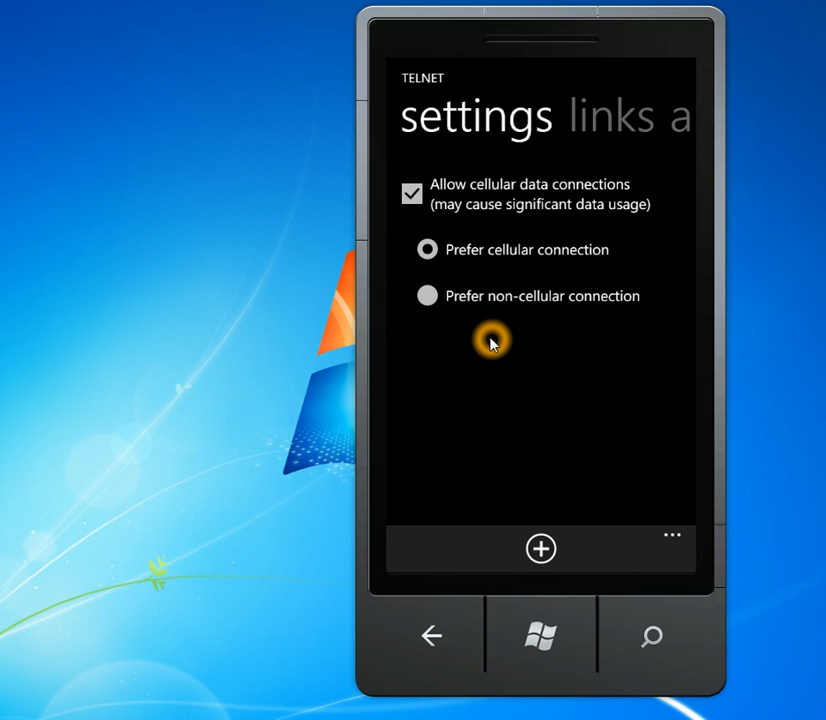 TELNET
settings links a
Allow cellular data connections
(may cause significant data usage)
Prefer cellular connection
Prefer non-cellular connection